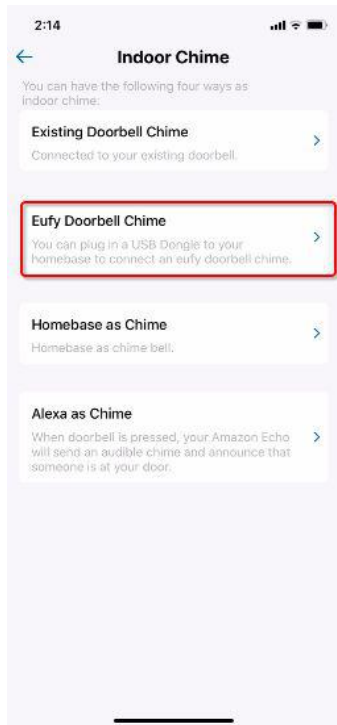 2:14
Indoor Chime
You can have the following four ways as
indoor chime:
Existing Doorbell Chime
Connected to your existing doorbell.
Eufy Doorbell Chime
You can plug in a USB Dongle to your
homebase to connect an eufy doorbell chime.
Homebase as Chime
Homebase as chime bell.
Alexa as Chime
When doorbell is pressed, your Amazon Echo
will send an audible chime and announce that
someone is at your door.